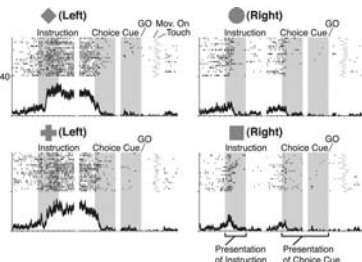 (Left)
(Right)
GO
Mov. On
Touch
Instruction
Choice Cue
Instruction
Choice Cue
GO
40
(Left)
(Right)
GO
Instruction
Choice Cue
Instruction
Choice Cue
GO
Presentation
of Instruction
Presentation
of Choice Cue